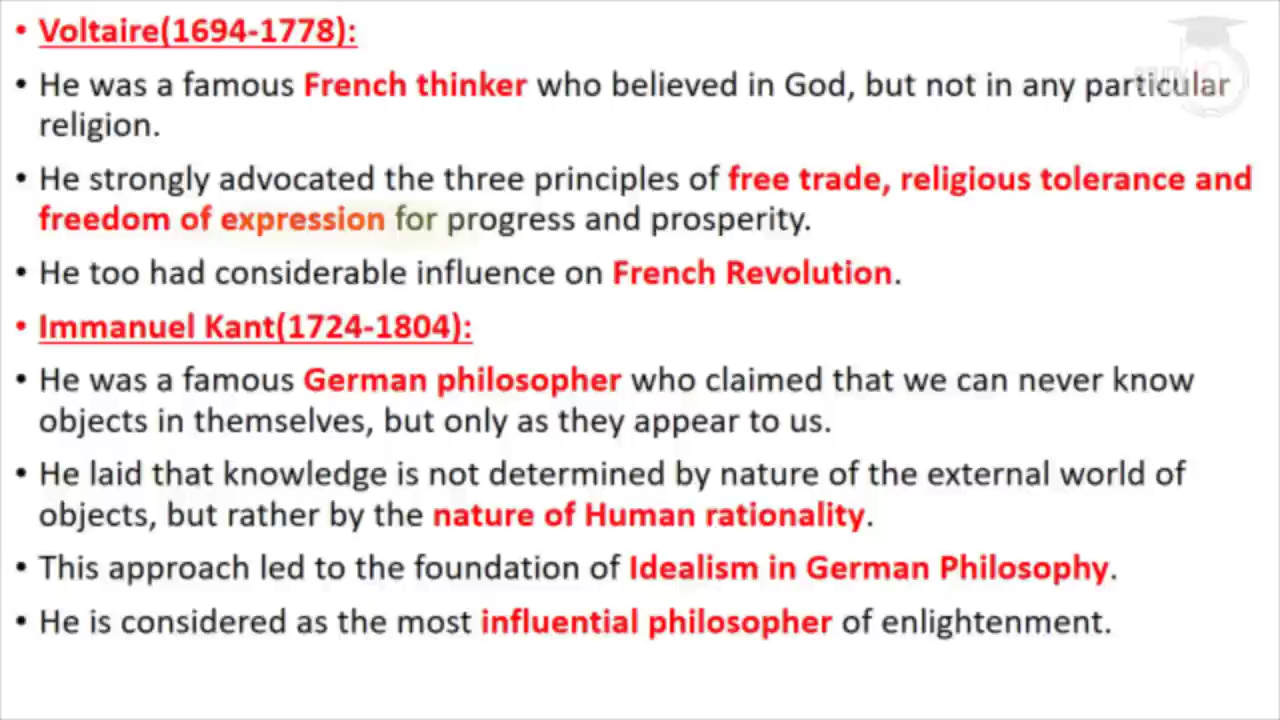 • Voltaire(1694-1778):
• He was a famous French thinker who believed in God, but not in any particular
religion.
• He strongly advocated the three principles of free trade, religious tolerance and
freedom of expression for progress and prosperity.
• He too had considerable influence on French Revolution.
• Immanuel Kant(1724-1804):
• He was a famous German philosopher who claimed that we can never know
objects in themselves, but only as they appear to us.
• He laid that knowledge is not determined by nature of the external world of
objects, but rather by the nature of Human rationality.
• This approach led to the foundation of Idealism in German Philosophy.
• He is considered as the most influential philosopher of enlightenment.